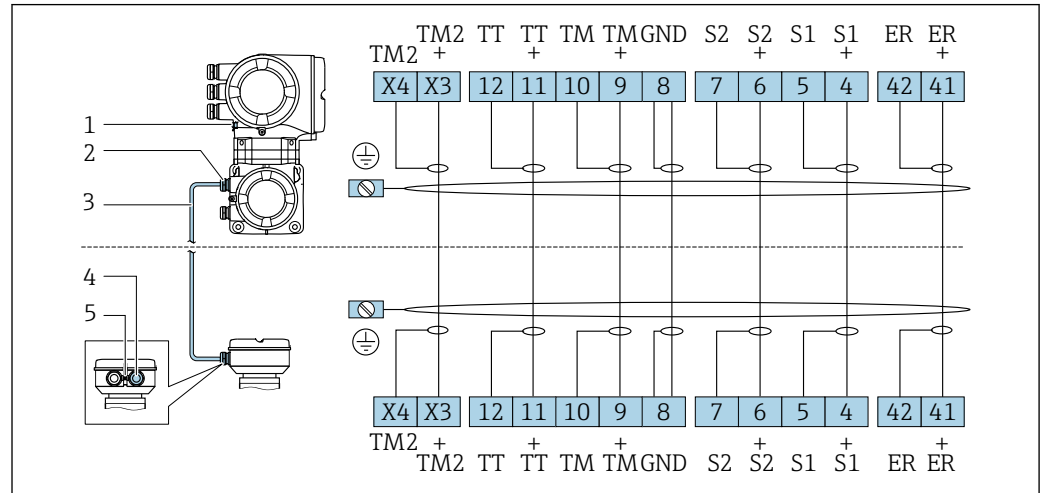 TM2 TM2 + TT TT + TM TM + GND S2 S2 + S1 S1 + ER ER +
X4 X3 12 11 10 9 8 7 6 5 4 42 41
1
2
3
4
5
X4 X3 12 11 10 9 8 7 6 5 4 42 41
TM2 + TM2 TT + TT TM + TM GND S2 + S2 S1 + S1 ER + ER